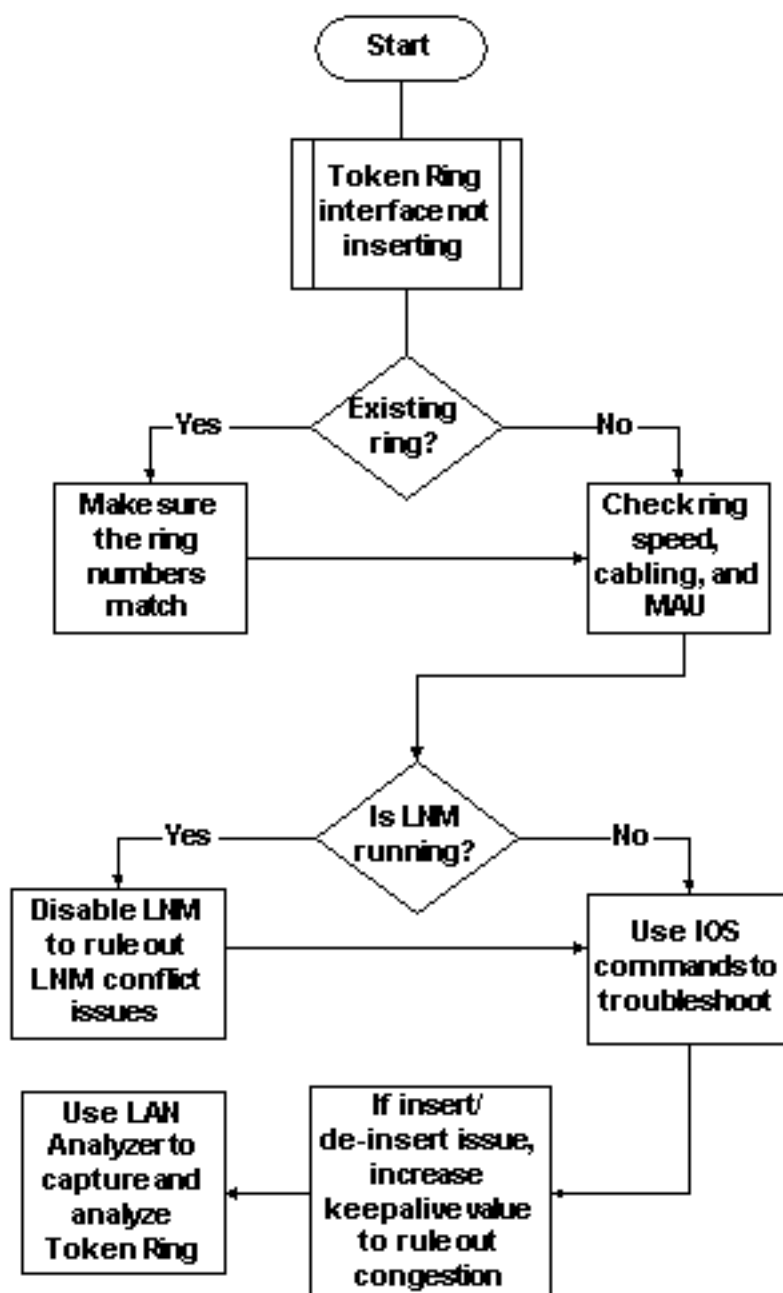 Start
Token Ring
interface not
inserting
Existing
ring?
Yes
No
Make sure
the ring
numbers
match
Check ring
speed,
cabling, and
MAU
Is LNM
running?
Yes
No
Disable LNM
to rule out
LNM conflict
issues
Use IOS
commands to
troubleshoot
If insert/
de-insert issue,
increase
keepalive value
to rule out
congestion
Use LAN
Analyzer to
capture and
analyze
Token Ring